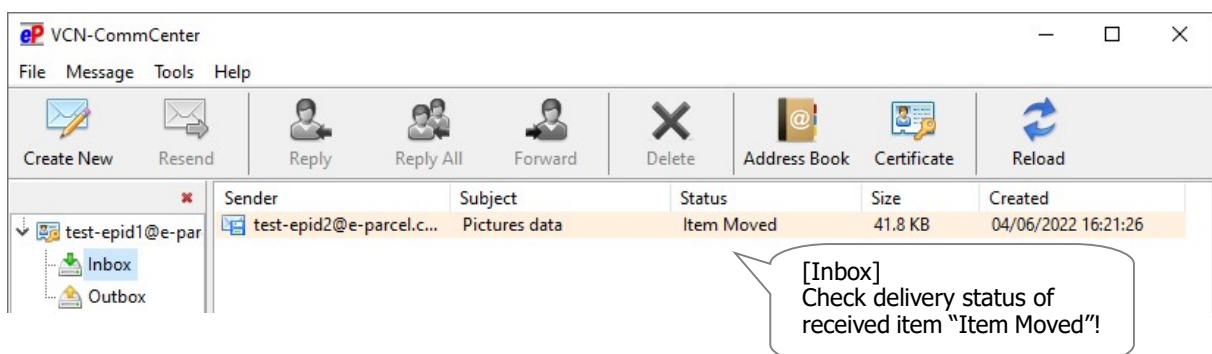 eP VCN-CommCenter
File Message Tools Help
Create New Resend Reply Reply All Forward Delete Address Book Certificate Reload
Sender Subject Status Size Created
test-epid1@e-par
test-epid2@e-parcel.c... Pictures data Item Moved 41.8 KB 04/06/2022 16:21:26
Inbox
Outbox
[Inbox]
Check delivery status of
received item “Item Moved”!